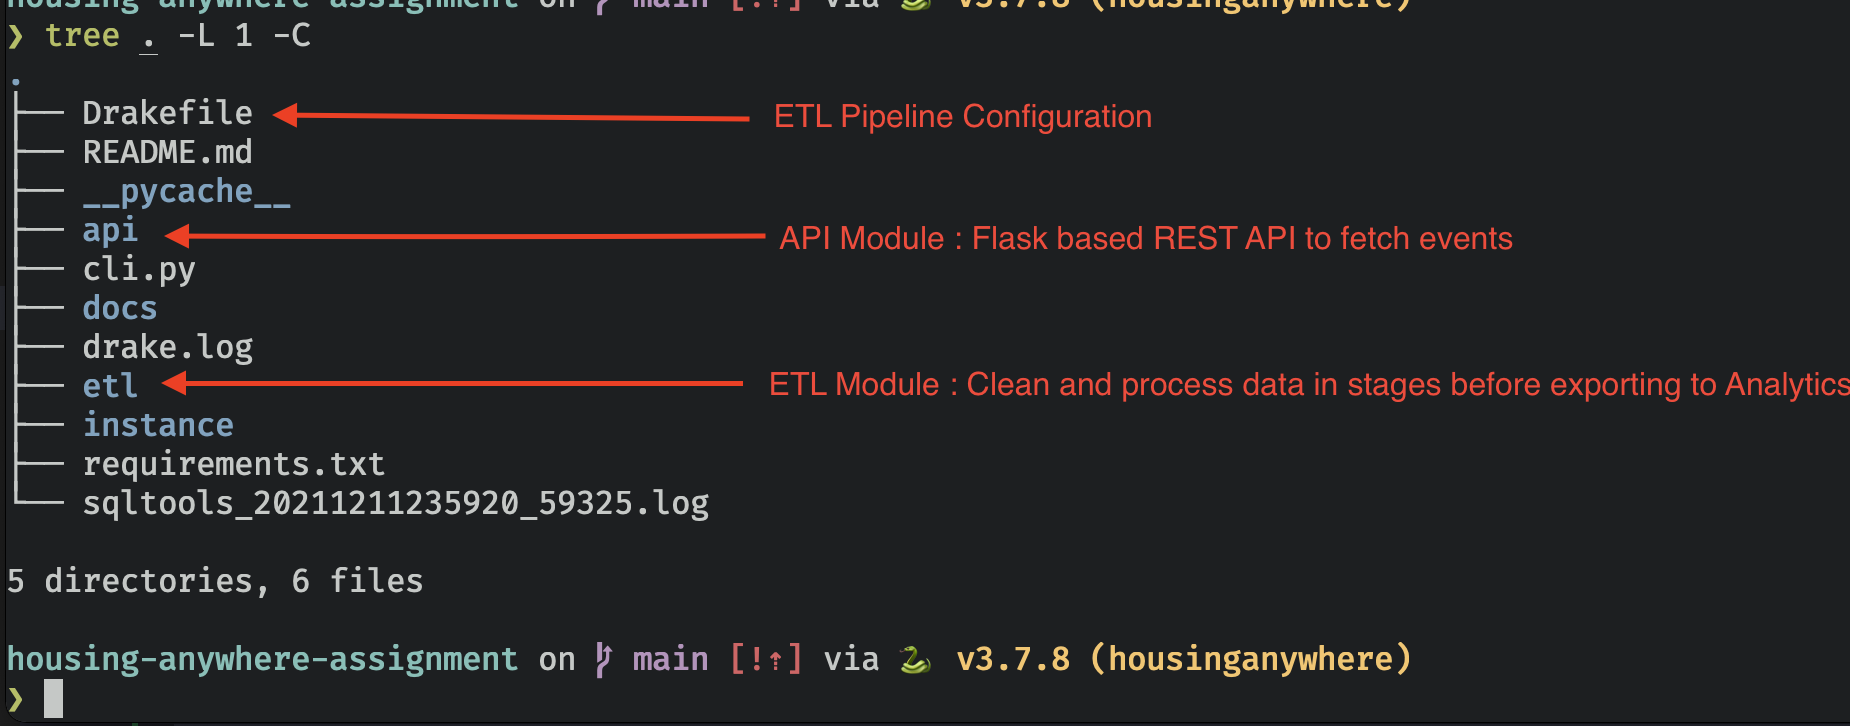 housing-anywhere-assignment on main [!⇡] via 🐍 v3.7.8 (housinganywhere)
❯ tree . -L 1 -C
.
├── Drakefile ETL Pipeline Configuration
├── README.md
├── __pycache__
├── api API Module : Flask based REST API to fetch events
├── cli.py
├── docs
├── drake.log
├── etl ETL Module : Clean and process data in stages before exporting to Analytics
├── instance
├── requirements.txt
└── sqltools_20211211235920_59325.log
5 directories, 6 files
housing-anywhere-assignment on main [!⇡] via 🐍 v3.7.8 (housinganywhere)
❯